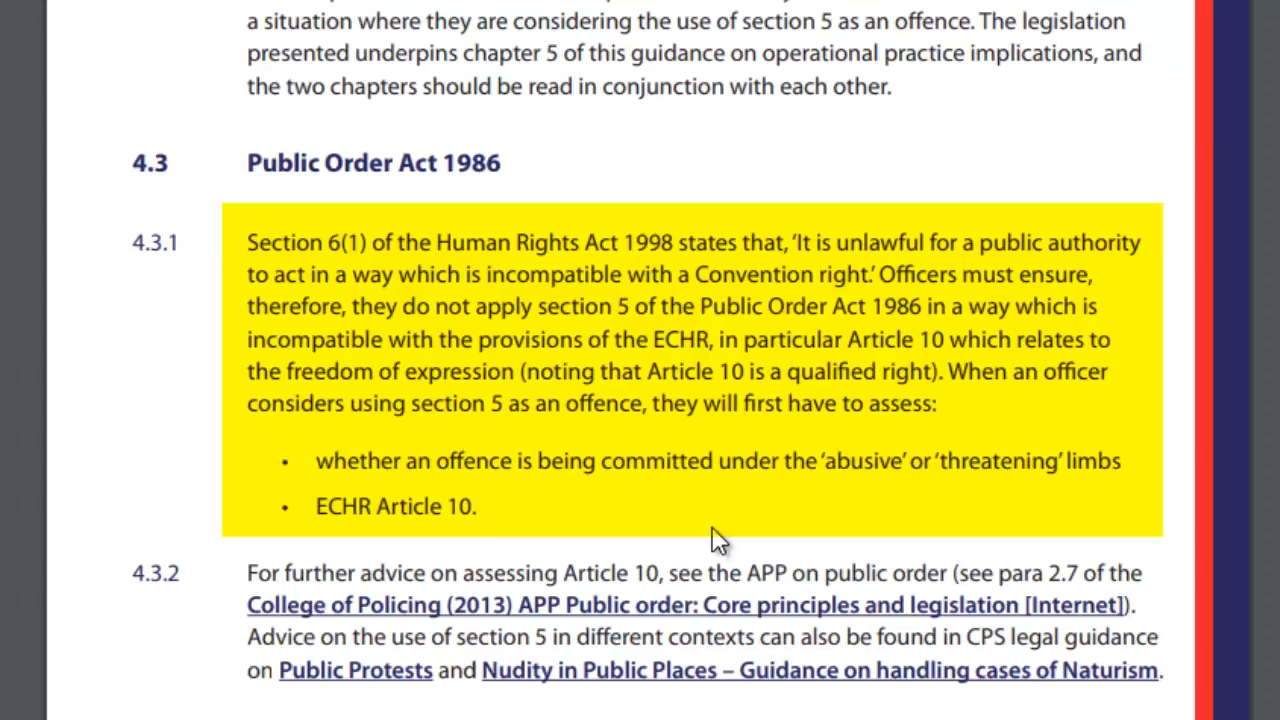 a situation where they are considering the use of section 5 as an offence. The legislation
presented underpins chapter 5 of this guidance on operational practice implications, and
the two chapters should be read in conjunction with each other.
4.3 Public Order Act 1986
4.3.1 Section 6(1) of the Human Rights Act 1998 states that, ‘It is unlawful for a public authority
to act in a way which is incompatible with a Convention right.’ Officers must ensure,
therefore, they do not apply section 5 of the Public Order Act 1986 in a way which is
incompatible with the provisions of the ECHR, in particular Article 10 which relates to
the freedom of expression (noting that Article 10 is a qualified right). When an officer
considers using section 5 as an offence, they will first have to assess:
• whether an offence is being committed under the ‘abusive’ or ‘threatening’ limbs
• ECHR Article 10.
4.3.2 For further advice on assessing Article 10, see the APP on public order (see para 2.7 of the
College of Policing (2013) APP Public order: Core principles and legislation [Internet]).
Advice on the use of section 5 in different contexts can also be found in CPS legal guidance
on Public Protests and Nudity in Public Places – Guidance on handling cases of Naturism.